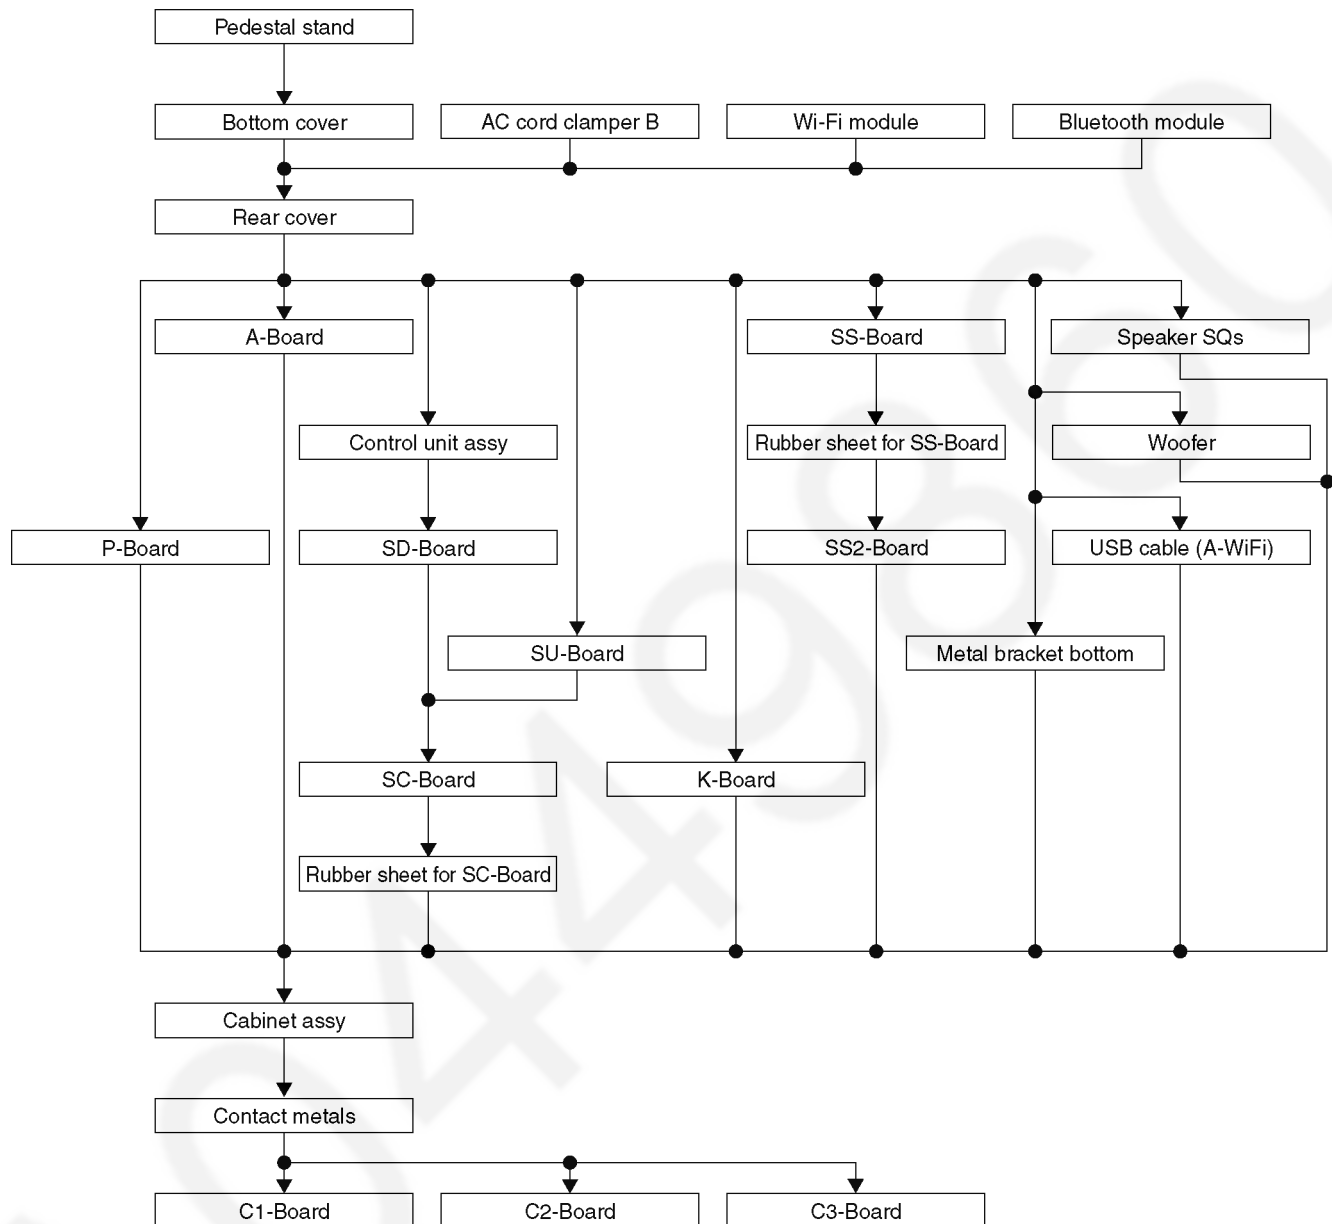 Pedestal stand
Bottom cover
AC cord clamper B
Wi-Fi module
Bluetooth module
Rear cover
A-Board
SS-Board
Speaker SQs
Control unit assy
Rubber sheet for SS-Board
Woofer
P-Board
SD-Board
SS2-Board
USB cable (A-WiFi)
SU-Board
Metal bracket bottom
SC-Board
K-Board
Rubber sheet for SC-Board
Cabinet assy
Contact metals
C1-Board
C2-Board
C3-Board